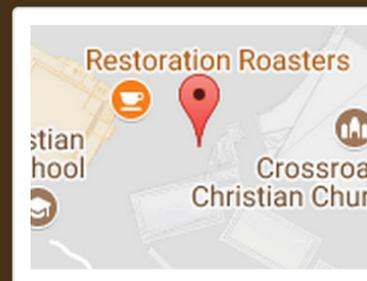 Restoration Roasters
stian
hool
Crossroa
Christian Chur